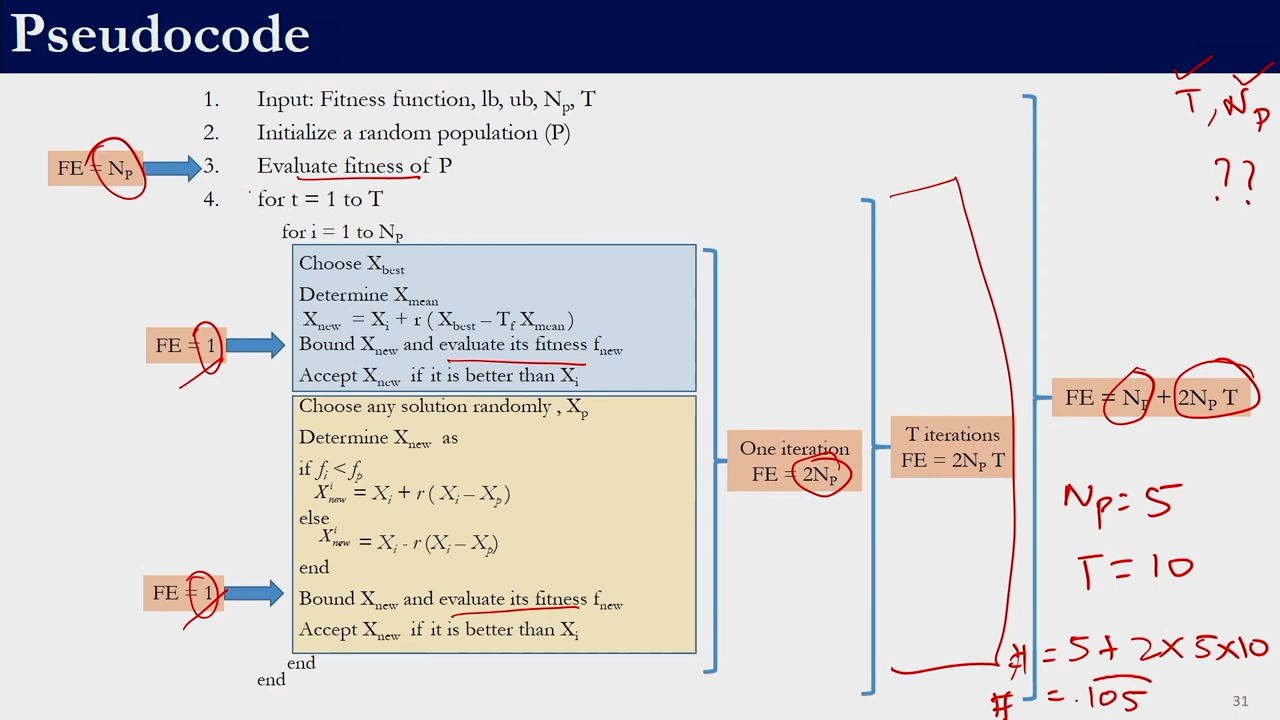 Pseudocode
T, Np
??
1. Input: Fitness function, lb, ub, Np, T
2. Initialize a random population (P)
FE = NP
3. Evaluate fitness of P
4. for t = 1 to T
for i = 1 to NP
Choose Xbest
Determine Xmean
Xnew = Xi + r ( Xbest – Tf Xmean )
FE = 1
Bound Xnew and evaluate its fitness fnew
Accept Xnew if it is better than Xi
Choose any solution randomly , Xp
Determine Xnew as
if fi < fp
Xinew = Xi + r ( Xi – Xp )
else
Xinew = Xi - r (Xi – Xp)
end
FE = 1
Bound Xnew and evaluate its fitness fnew
Accept Xnew if it is better than Xi
end
end
One iteration
FE = 2NP
T iterations
FE = 2NP T
FE = NP + 2NP T
Np = 5
T = 10
# = 5 + 2 × 5 × 10
# = 105
31